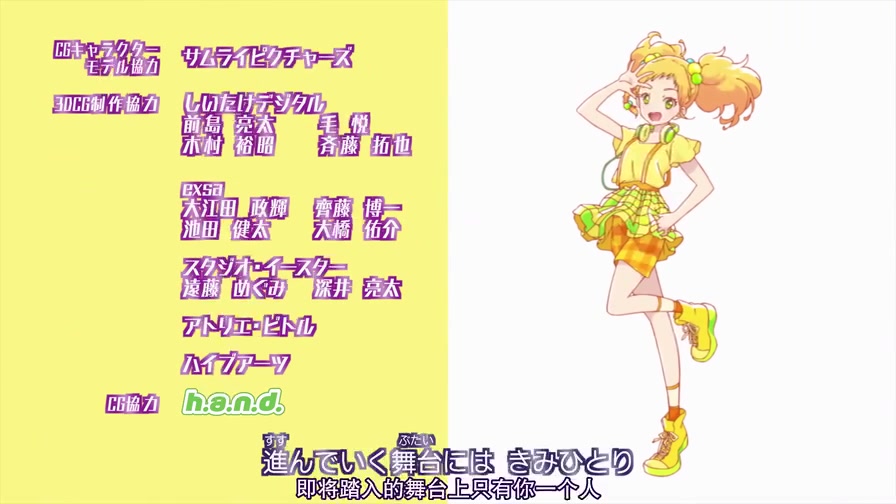 CGキャラクター
モデル協力
サムライピクチャーズ
3DCG制作協力
しいたけデジタル
前島 亮太 毛 悦
木村 裕昭 斉藤 拓也
exsa
大江田 政輝 齊藤 博一
池田 健太 大橋 佑介
スタジオ・イースター
遠藤 めぐみ 深井 亮太
アトリエ・ビトル
ハイブアーツ
CG協力
h.a.n.d.
すす ぶたい
進んでいく舞台には きみひとり
即将踏入的舞台上只有你一个人